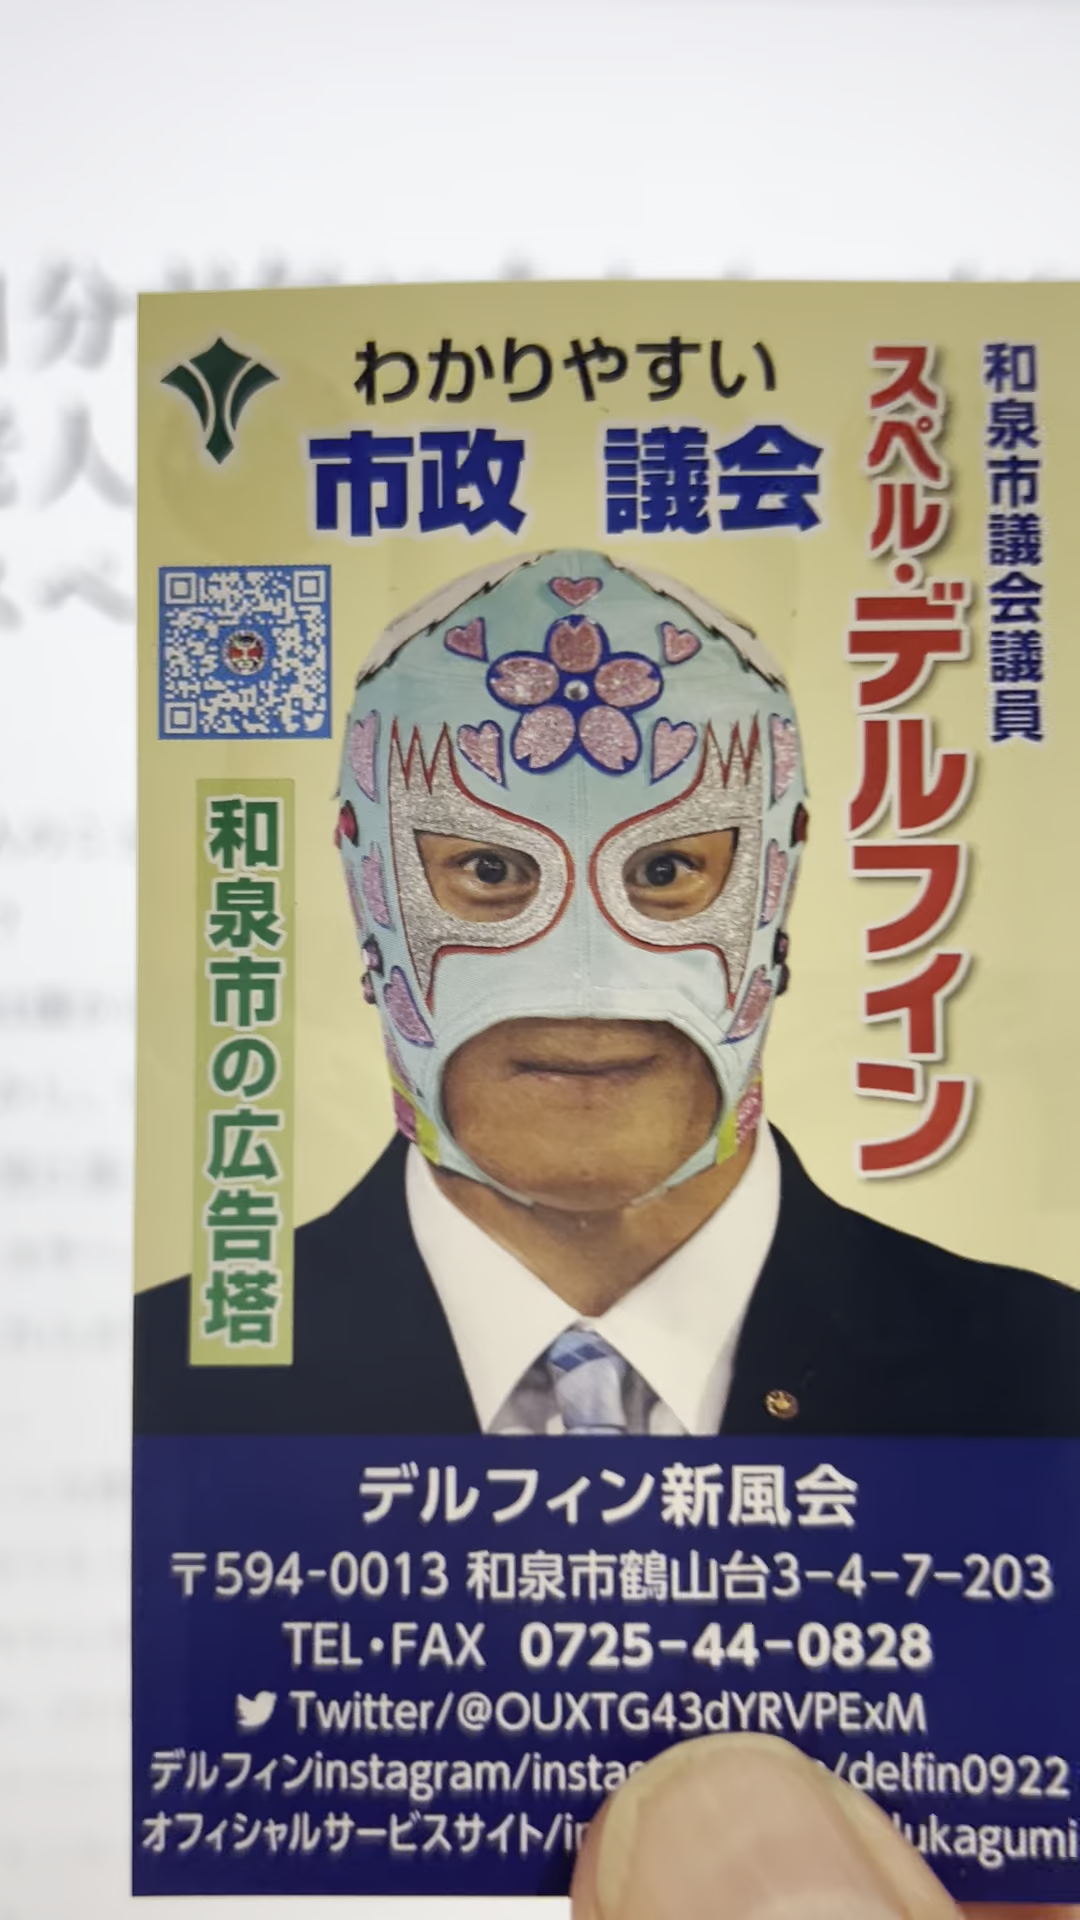 わかりやすい
市政 議会
和泉市議会議員
スペル・デルフィン
和泉市の広告塔
デルフィン新風会
〒594-0013 和泉市鶴山台3-4-7-203
TEL・FAX 0725-44-0828
Twitter/@OUXTG43dYRVPExM
デルフィンinstagram/instag /delfin0922
オフィシャルサービスサイト/in ukagumi
分
人